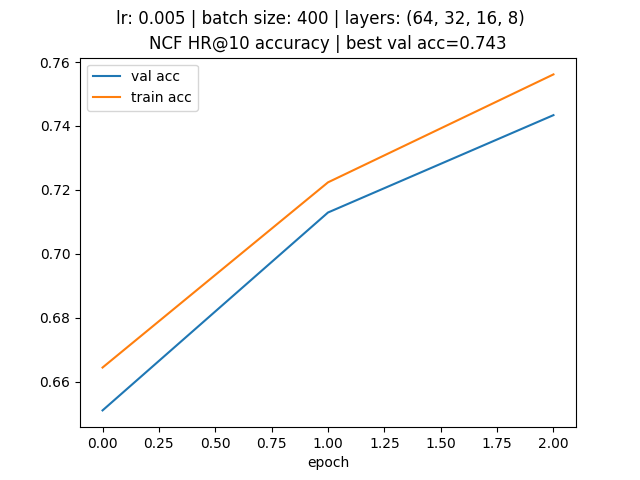 lr: 0.005 | batch size: 400 | layers: (64, 32, 16, 8)
NCF HR@10 accuracy | best val acc=0.743
val acc
train acc
0.76
0.74
0.72
0.70
0.68
0.66
0.00 0.25 0.50 0.75 1.00 1.25 1.50 1.75 2.00
epoch